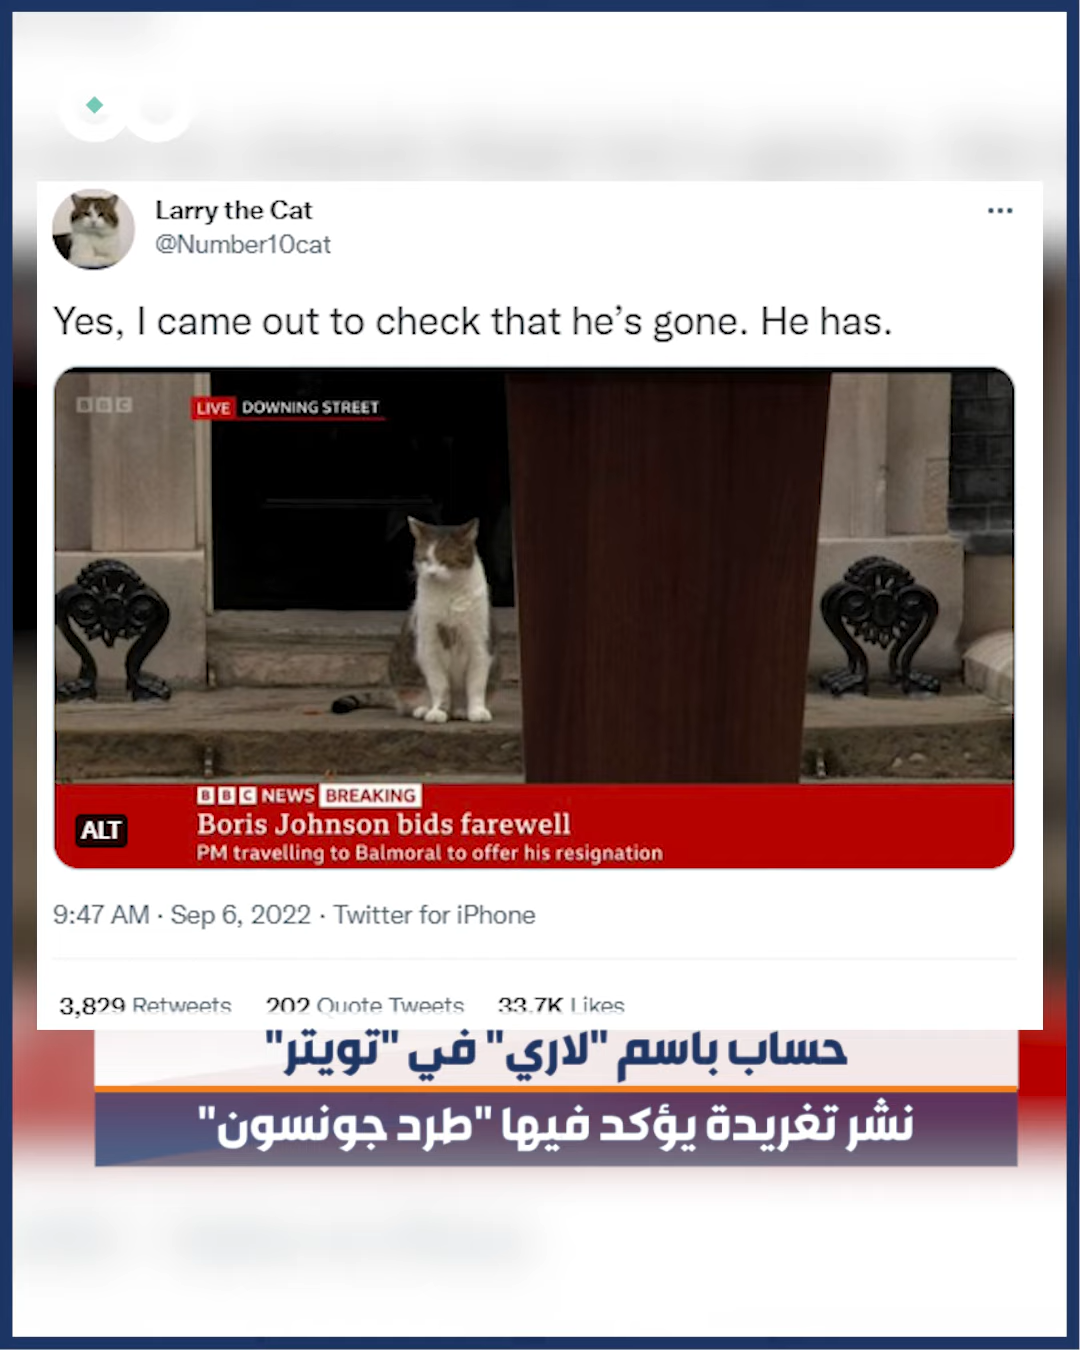 Larry the Cat
@Number10cat
Yes, I came out to check that he's gone. He has.
BBC
LIVE DOWNING STREET
BBC NEWS BREAKING
ALT
Boris Johnson bids farewell
PM travelling to Balmoral to offer his resignation
9:47 AM · Sep 6, 2022 · Twitter for iPhone
3,829 Retweets 202 Quote Tweets 33.7K Likes
حساب باسم "لاري" في "تويتر"
نشر تغريدة يؤكد فيها "طرد جونسون"